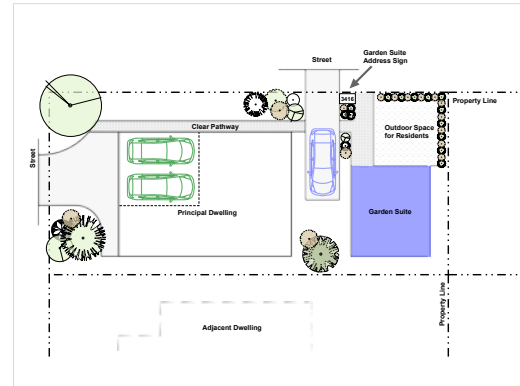 Street
Garden Suite
Address Sign
3416
Property Line
Clear Pathway
Outdoor Space
for Residents
Street
Principal Dwelling
Garden Suite
Property Line
Adjacent Dwelling